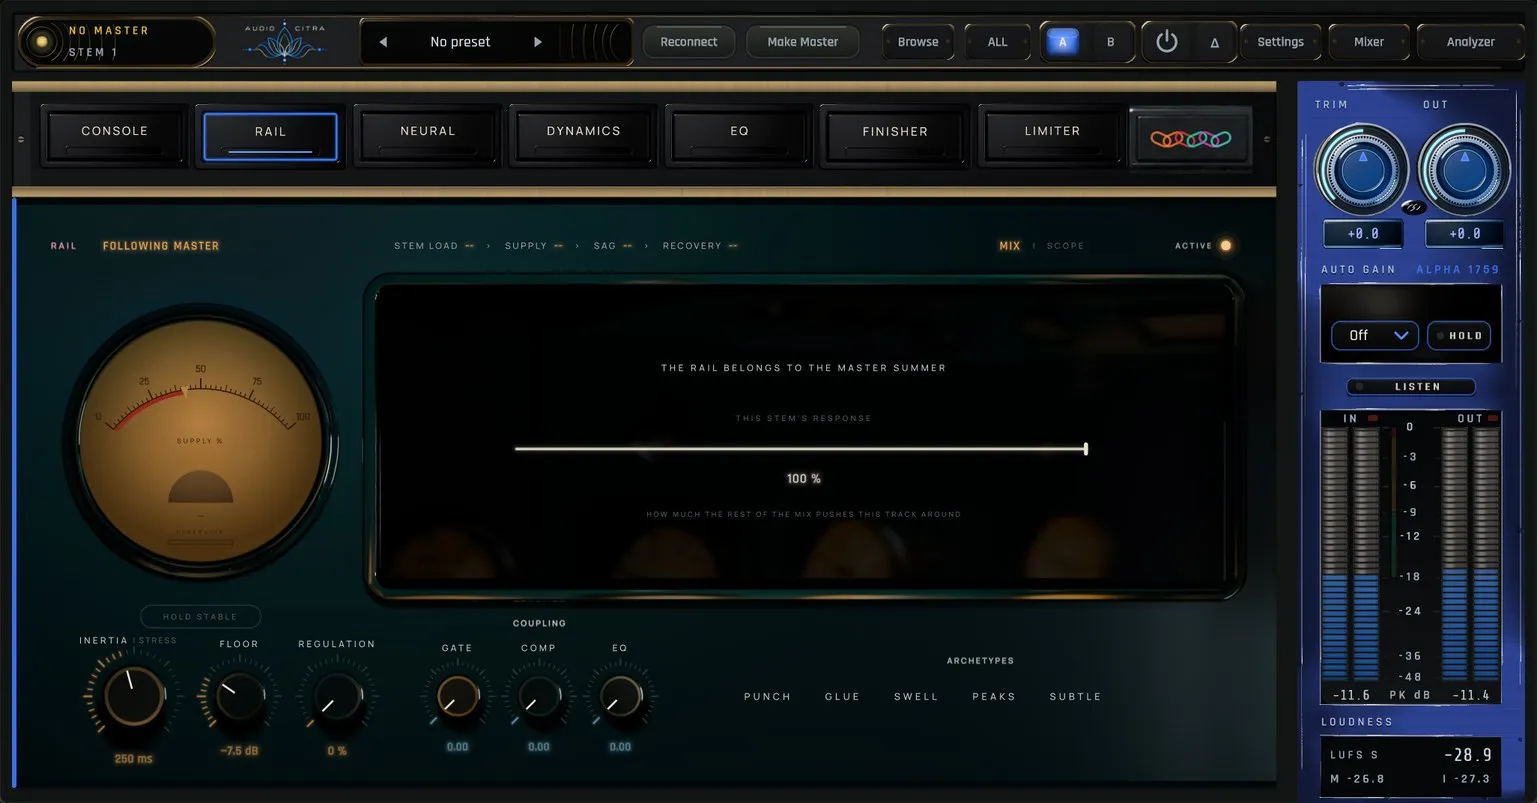 NO MASTER
STEM 1
AUDIO CITRA
No preset
Reconnect
Make Master
Browse
ALL
A
B
Δ
Settings
Mixer
Analyzer
CONSOLE
RAIL
NEURAL
DYNAMICS
EQ
FINISHER
LIMITER
RAIL
FOLLOWING MASTER
STEM LOAD -- › SUPPLY -- › SAG -- › RECOVERY --
MIX | SCOPE
ACTIVE
0 25 50 75 100
SUPPLY %
THE RAIL BELONGS TO THE MASTER SUMMER
THIS STEM'S RESPONSE
100 %
HOW MUCH THE REST OF THE MIX PUSHES THIS TRACK AROUND
HOLD STABLE
INERTIA | STRESS
FLOOR
REGULATION
250 ms
-7.5 dB
0 %
COUPLING
GATE
COMP
EQ
0.00
0.00
0.00
ARCHETYPES
PUNCH
GLUE
SWELL
PEAKS
SUBTLE
TRIM
OUT
+0.0
+0.0
AUTO GAIN
ALPHA 1759
Off
HOLD
LISTEN
IN
OUT
0
-3
-6
-9
-12
-18
-24
-36
-48
-11.6 PK dB -11.4
LOUDNESS
LUFS S -28.9
M -26.8 I -27.3